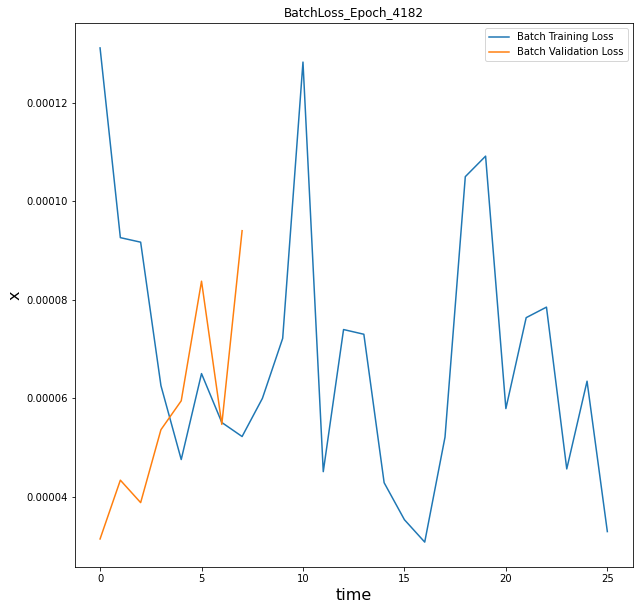 BatchLoss_Epoch_4182
Batch Training Loss
Batch Validation Loss
0.00012
0.00010
0.00008
0.00006
0.00004
x
0 5 10 15 20 25
time